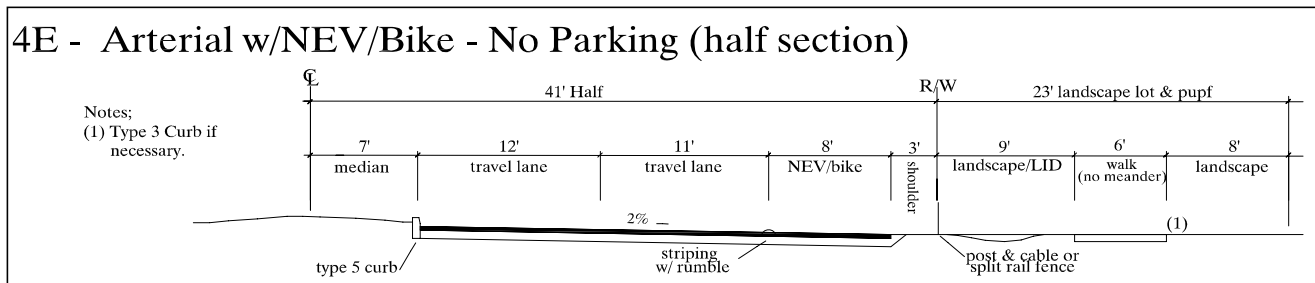 4E - Arterial w/NEV/Bike - No Parking (half section)
℄
R/W
41' Half
23' landscape lot & pupf
Notes;
(1) Type 3 Curb if
necessary.
7'
12'
11'
8'
3'
9'
6'
8'
median
travel lane
travel lane
NEV/bike
shoulder
landscape/LID
walk
(no meander)
landscape
2%
(1)
type 5 curb
striping
w/ rumble
post & cable or
split rail fence